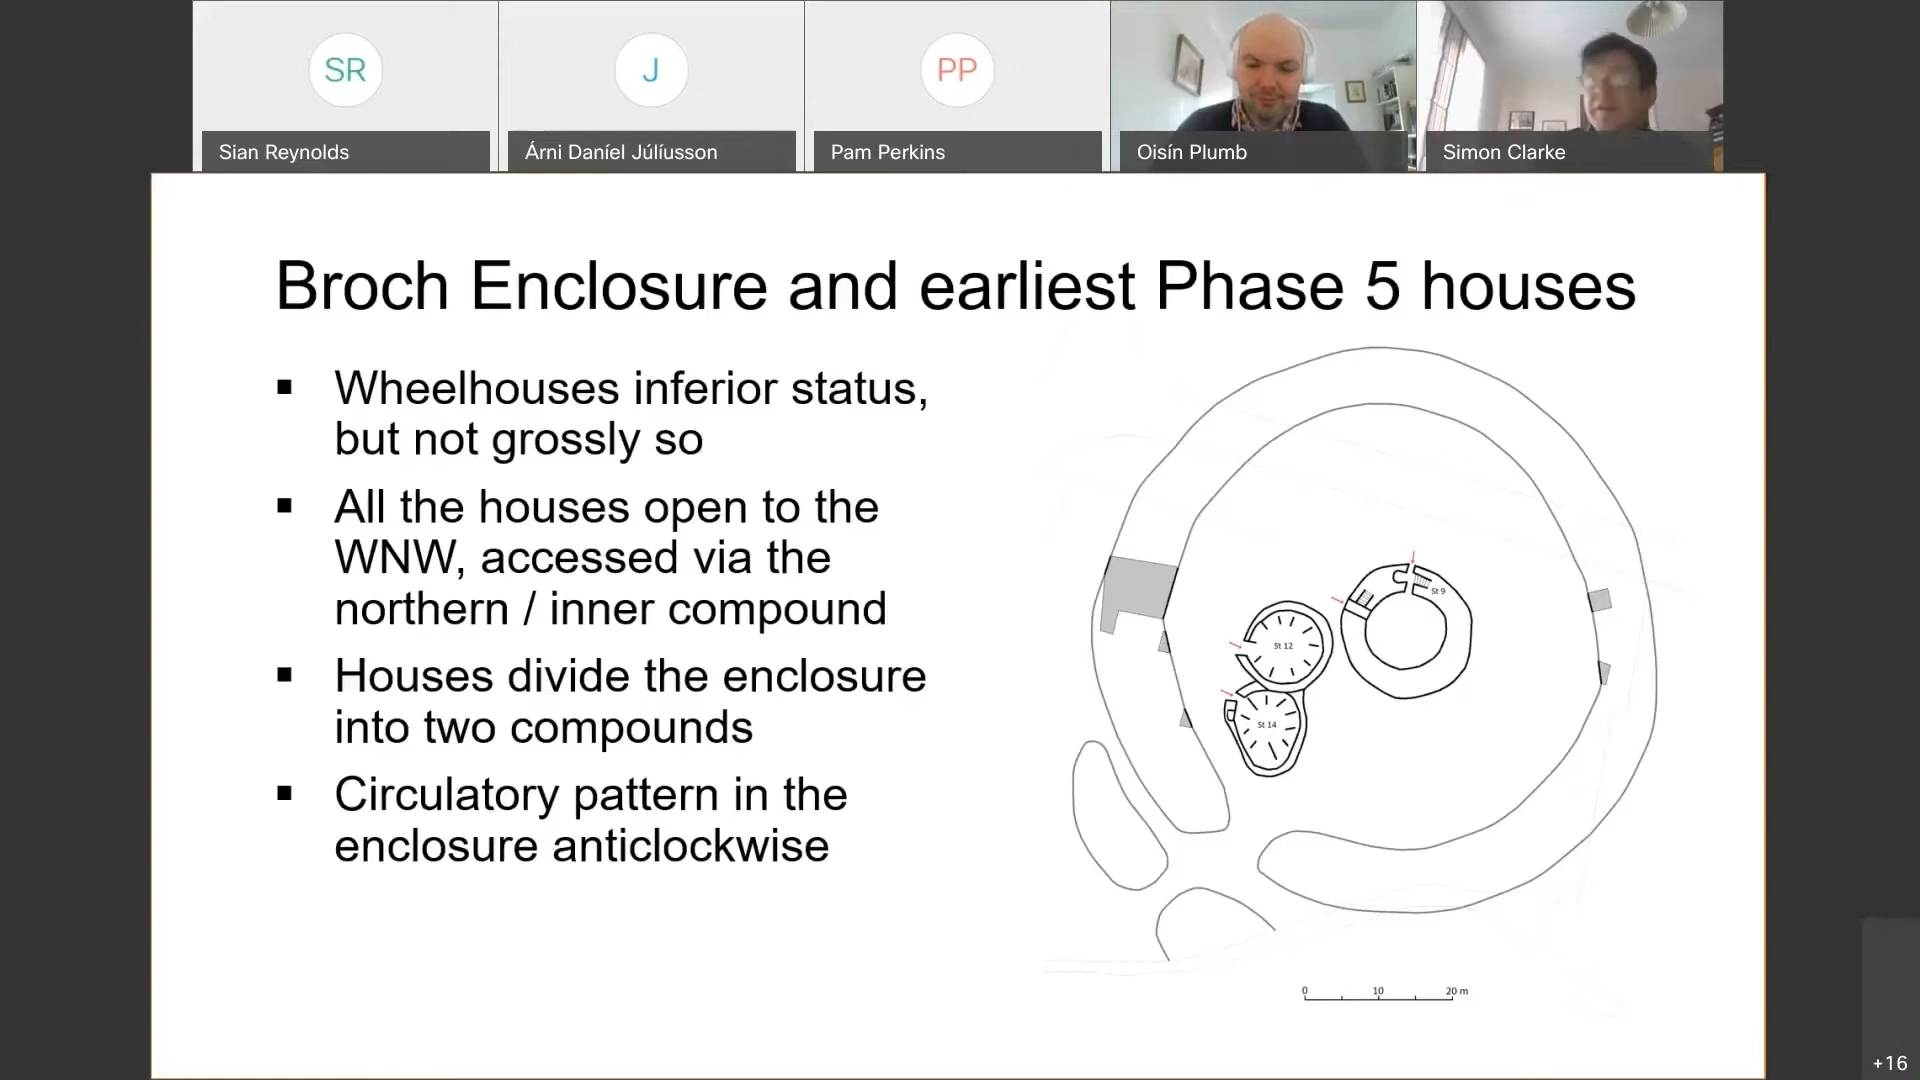 SR
J
PP
Sian Reynolds
Árni Daníel Júlíusson
Pam Perkins
Oisín Plumb
Simon Clarke
Broch Enclosure and earliest Phase 5 houses
Wheelhouses inferior status,
but not grossly so
All the houses open to the
WNW, accessed via the
northern / inner compound
Houses divide the enclosure
into two compounds
Circulatory pattern in the
enclosure anticlockwise
St 9
St 12
St 14
0 10 20 m
+16